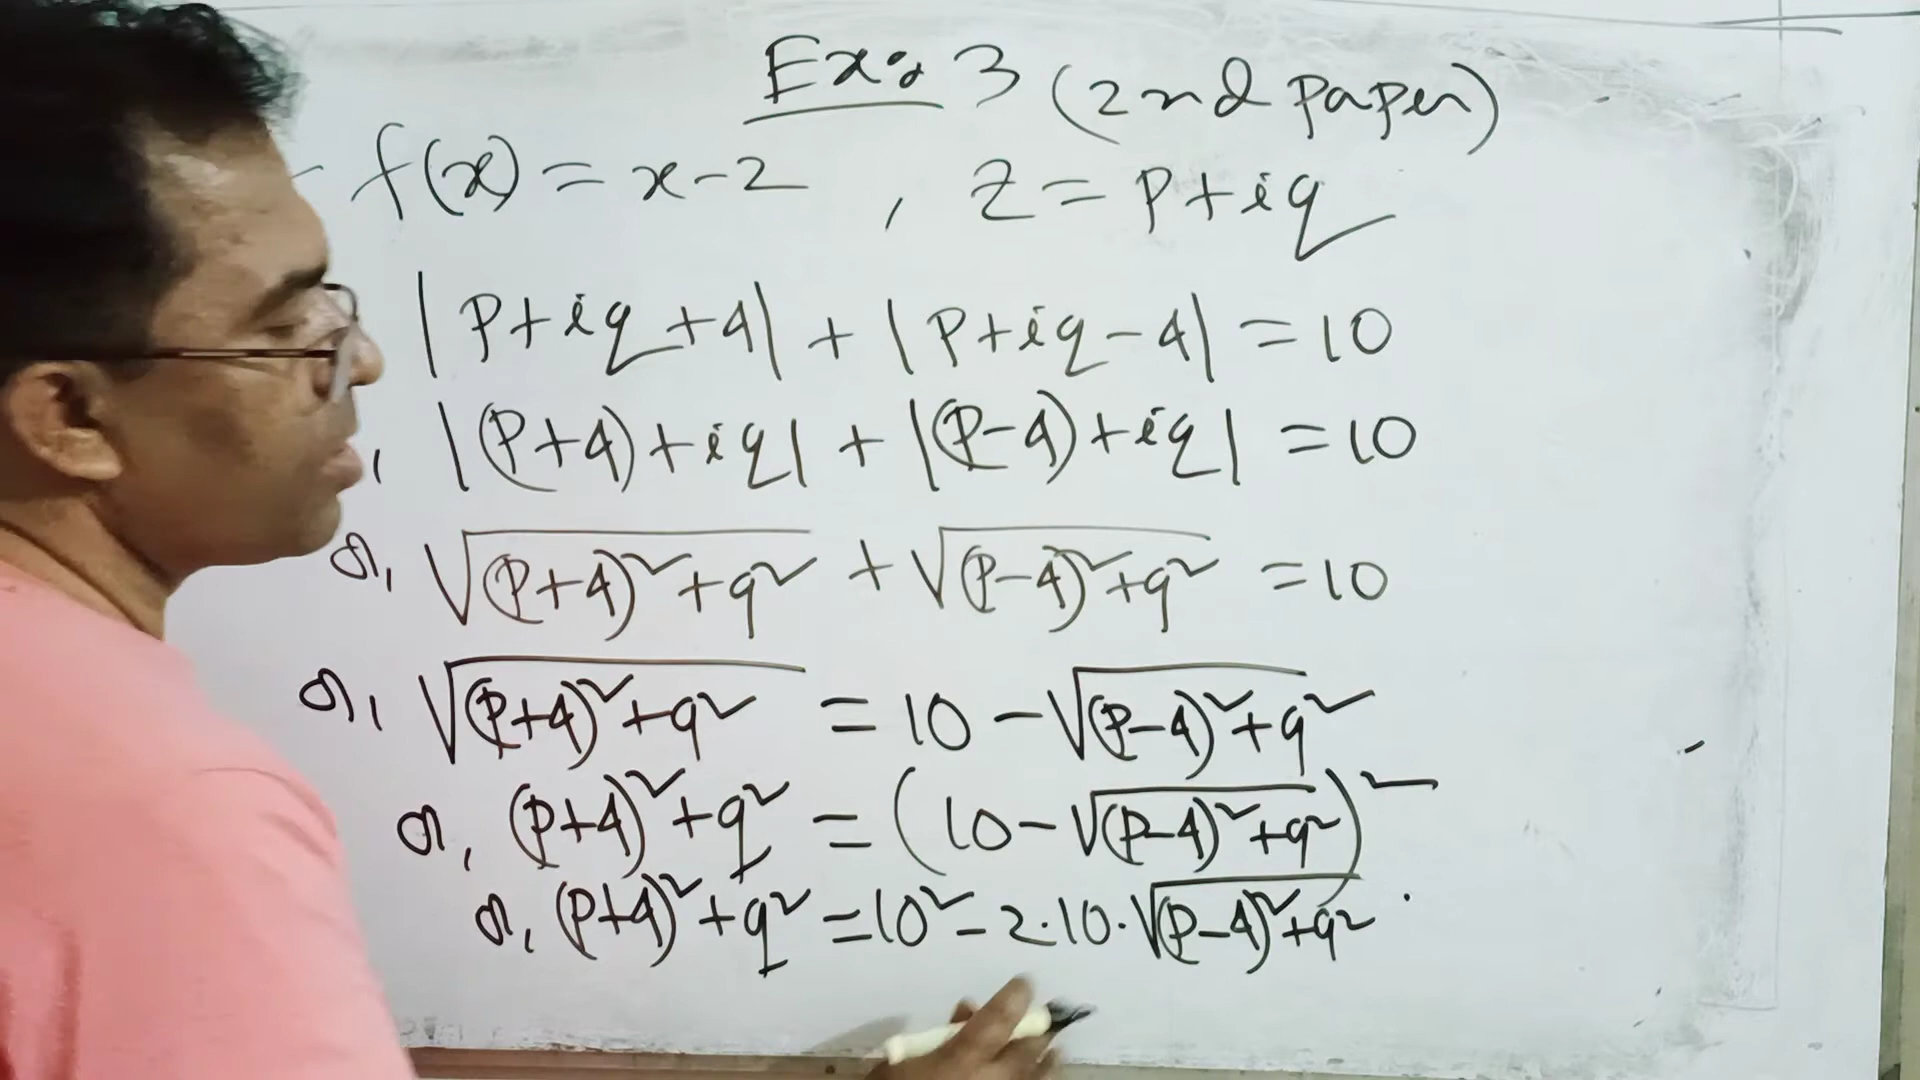 Ex: 3 (2nd paper)
f(x) = x-2 , z = p+iq
|p+iq+4| + |p+iq-4| = 10
, |(p+4)+iq| + |(p-4)+iq| = 10
বা, √((p+4)²+q²) + √((p-4)²+q²) = 10
বা, √((p+4)²+q²) = 10 - √((p-4)²+q²)
বা, (p+4)²+q² = (10 - √((p-4)²+q²))²
বা, (p+4)²+q² = 10² - 2·10·√((p-4)²+q²)